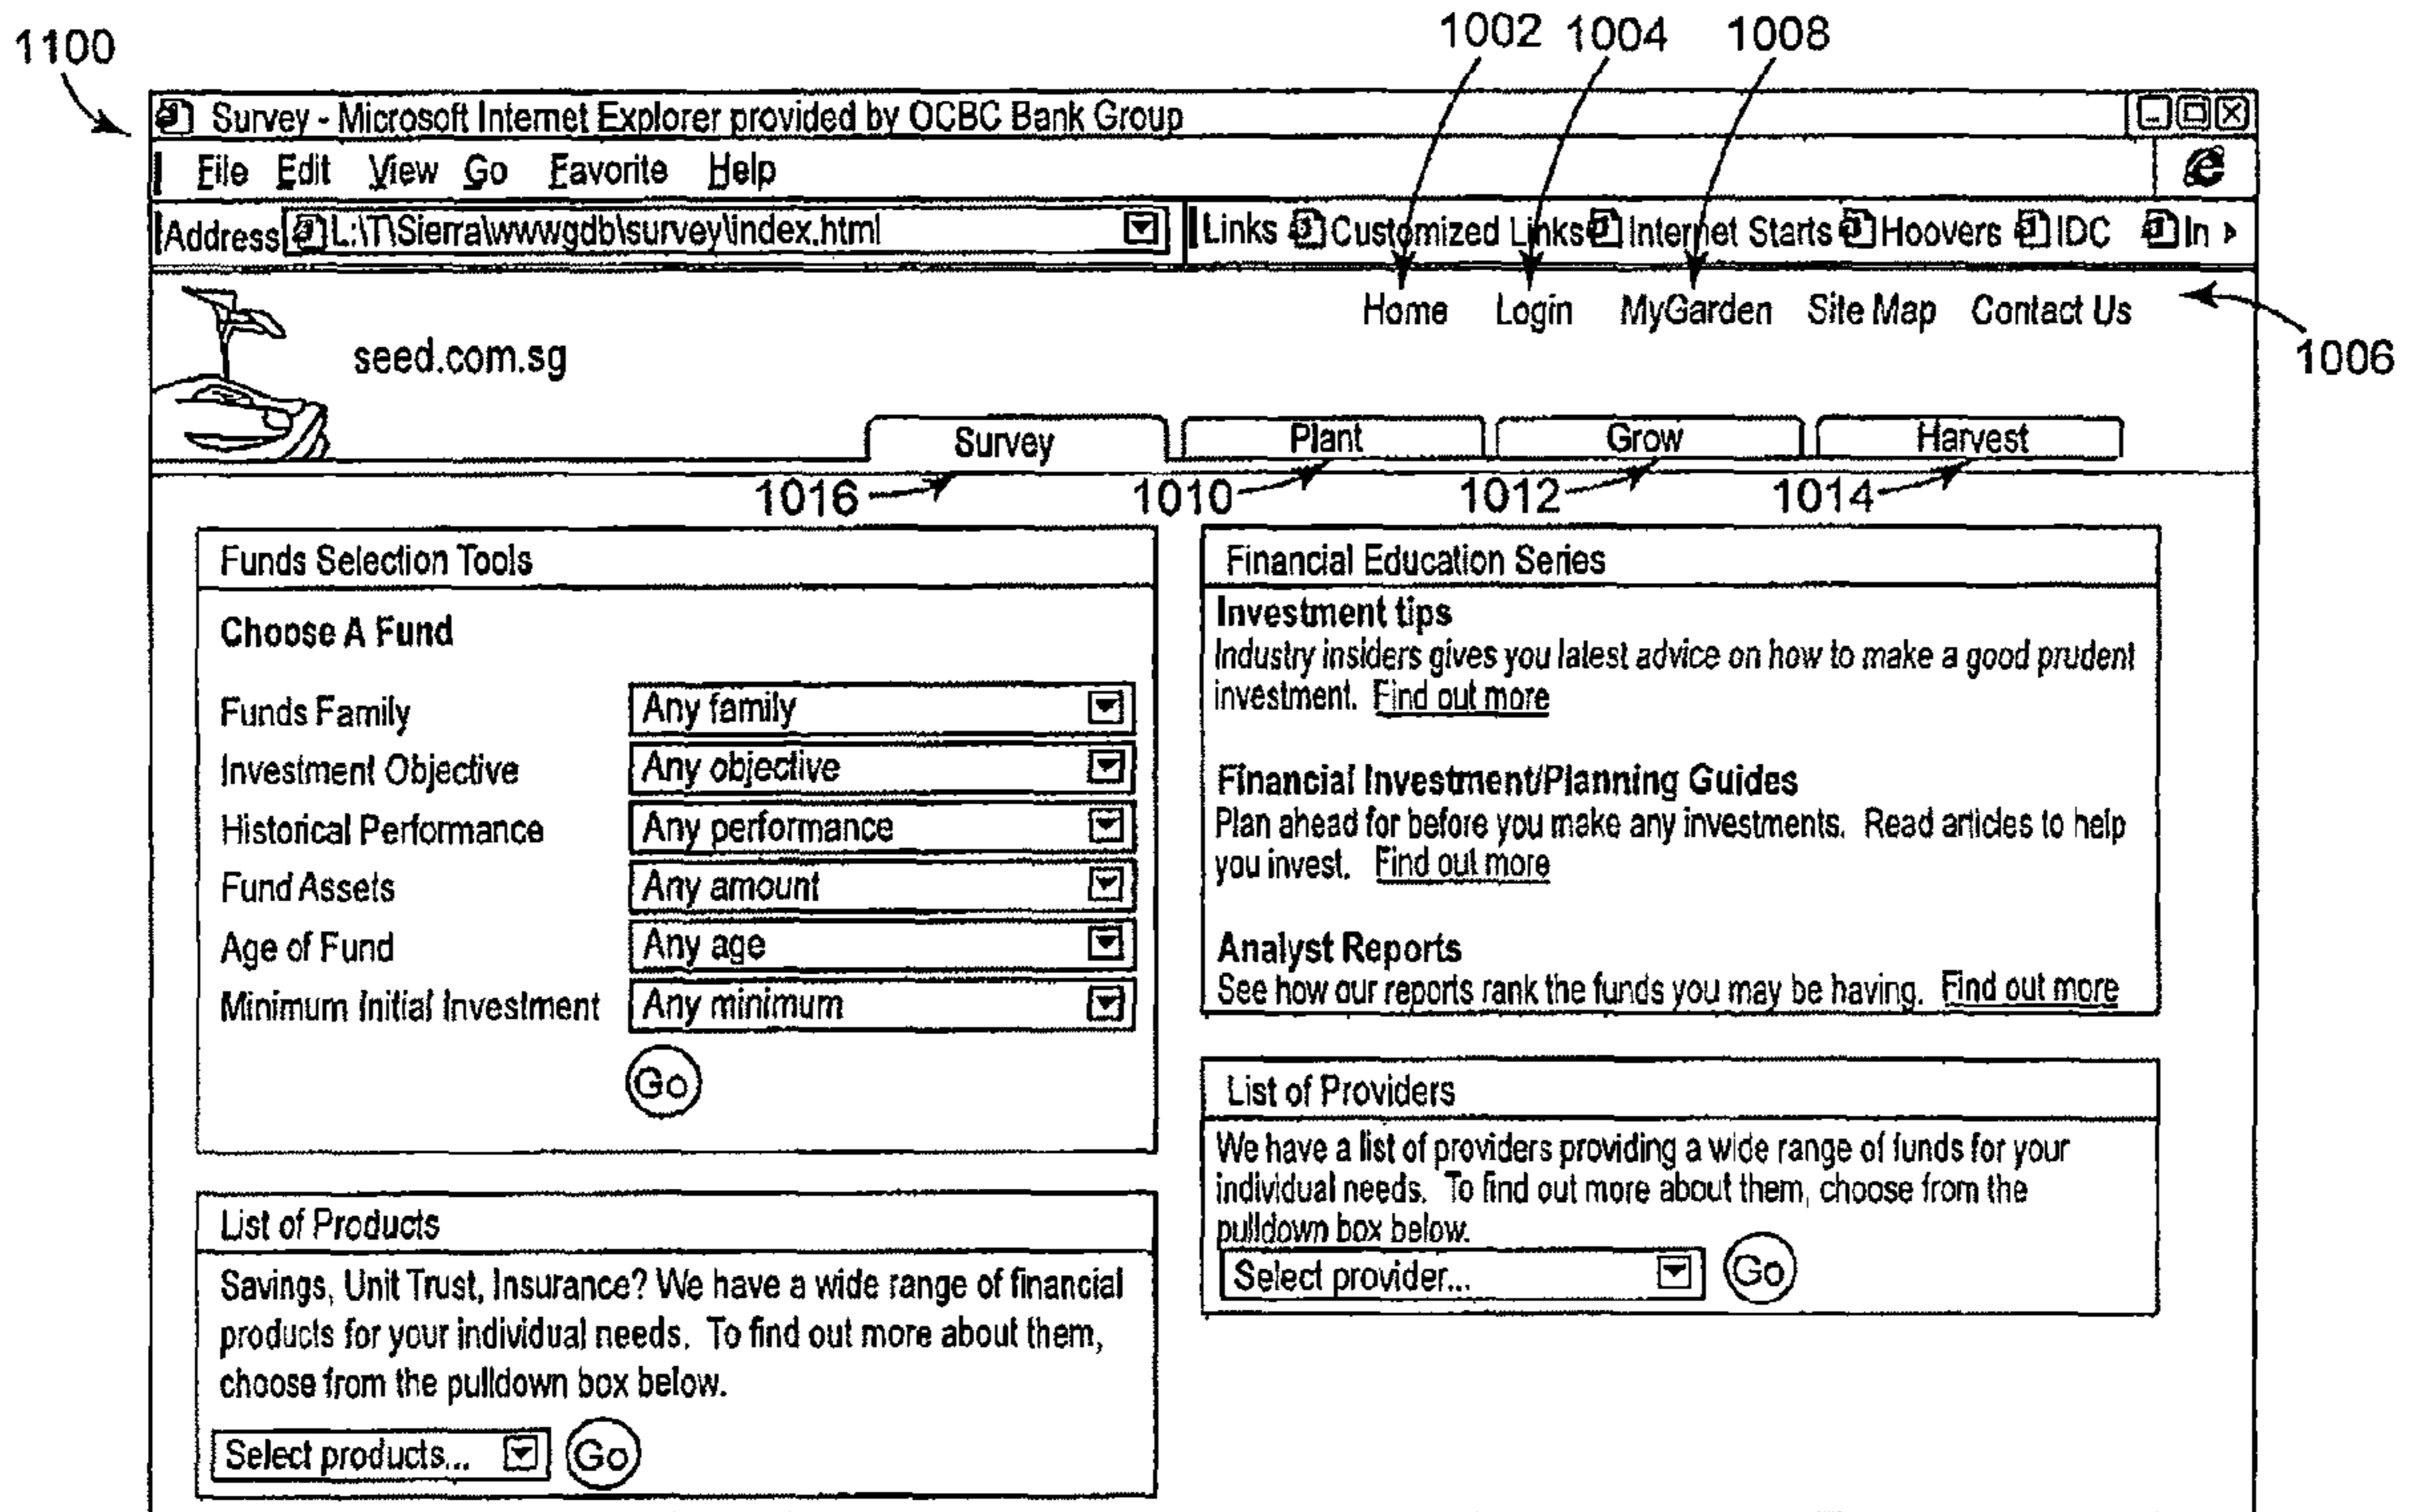 1100
1002 1004 1008
Survey - Microsoft Internet Explorer provided by OCBC Bank Group
File Edit View Go Favorite Help
Address L:\T\Sierra\wwwgdb\survey\index.html Links Customized Links Internet Starts Hoovers IDC In
Home Login MyGarden Site Map Contact Us
1006
seed.com.sg
Survey Plant Grow Harvest
1016 1010 1012 1014
Funds Selection Tools
Choose A Fund
Funds Family Any family
Investment Objective Any objective
Historical Performance Any performance
Fund Assets Any amount
Age of Fund Any age
Minimum Initial Investment Any minimum
Go
List of Products
Savings, Unit Trust, Insurance? We have a wide range of financial
products for your individual needs. To find out more about them,
choose from the pulldown box below.
Select products... Go
Financial Education Series
Investment tips
Industry insiders gives you latest advice on how to make a good prudent
investment. Find out more
Financial Investment/Planning Guides
Plan ahead for before you make any investments. Read articles to help
you invest. Find out more
Analyst Reports
See how our reports rank the funds you may be having. Find out more
List of Providers
We have a list of providers providing a wide range of funds for your
individual needs. To find out more about them, choose from the
pulldown box below.
Select provider... Go